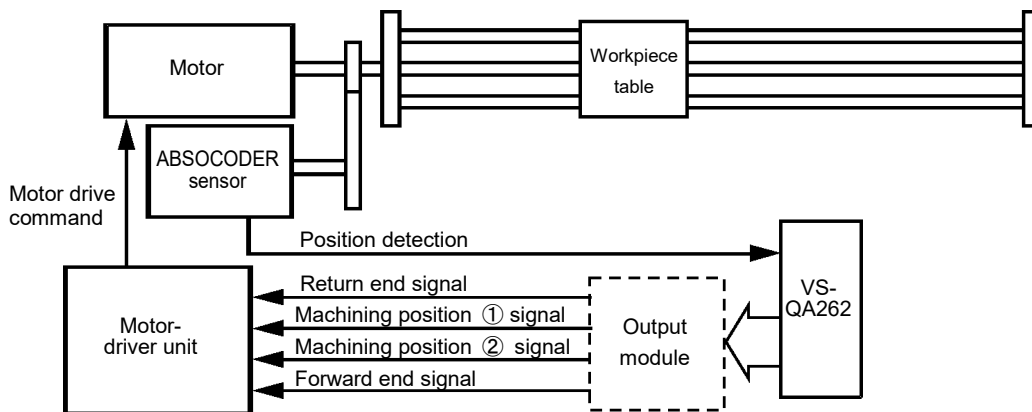 Motor
Workpiece
table
ABSOCODER
sensor
Motor drive
command
Position detection
VS-
QA262
Return end signal
Machining position ① signal
Machining position ② signal
Forward end signal
Motor-
driver unit
Output
module